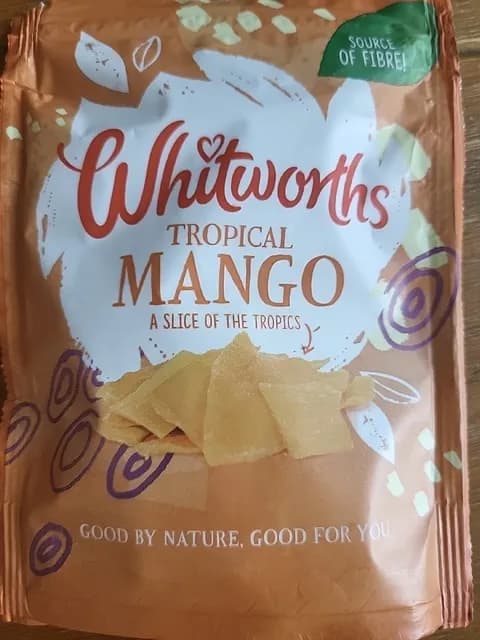 SOURCE
OF FIBRE!
Whitworths
TROPICAL
MANGO
A SLICE OF THE TROPICS
GOOD BY NATURE, GOOD FOR YOU